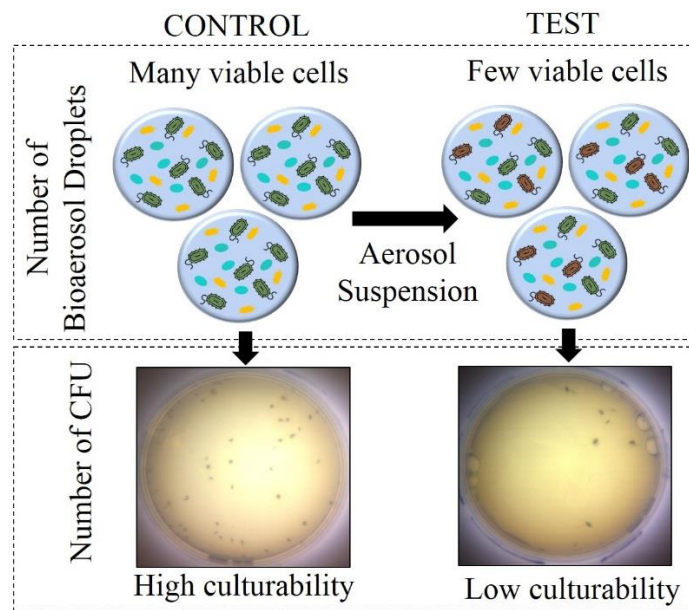 CONTROL
TEST
Many viable cells
Few viable cells
Number of
Bioaerosol Droplets
Aerosol
Suspension
Number of CFU
High culturability
Low culturability